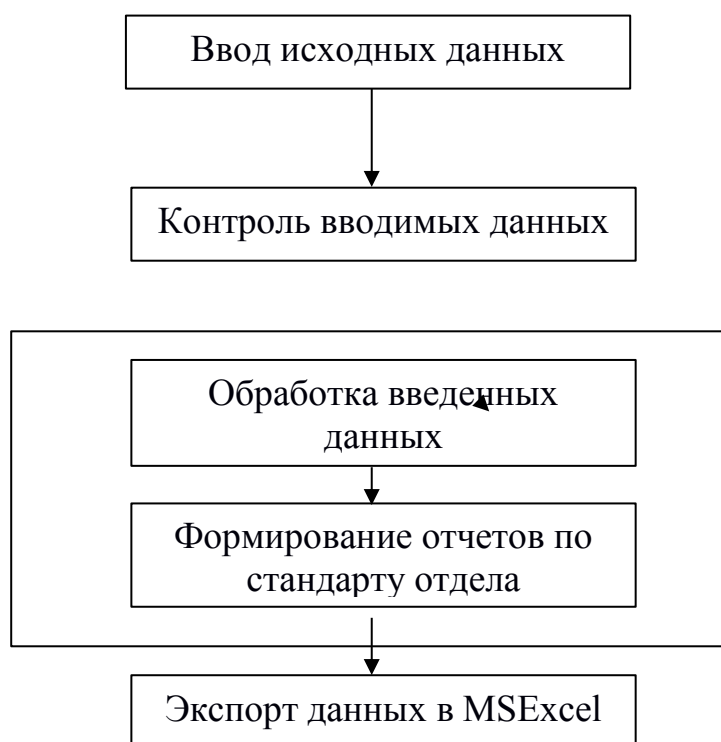 Ввод исходных данных
Контроль вводимых данных
Обработка введенных
данных
Формирование отчетов по
стандарту отдела
Экспорт данных в MSExcel